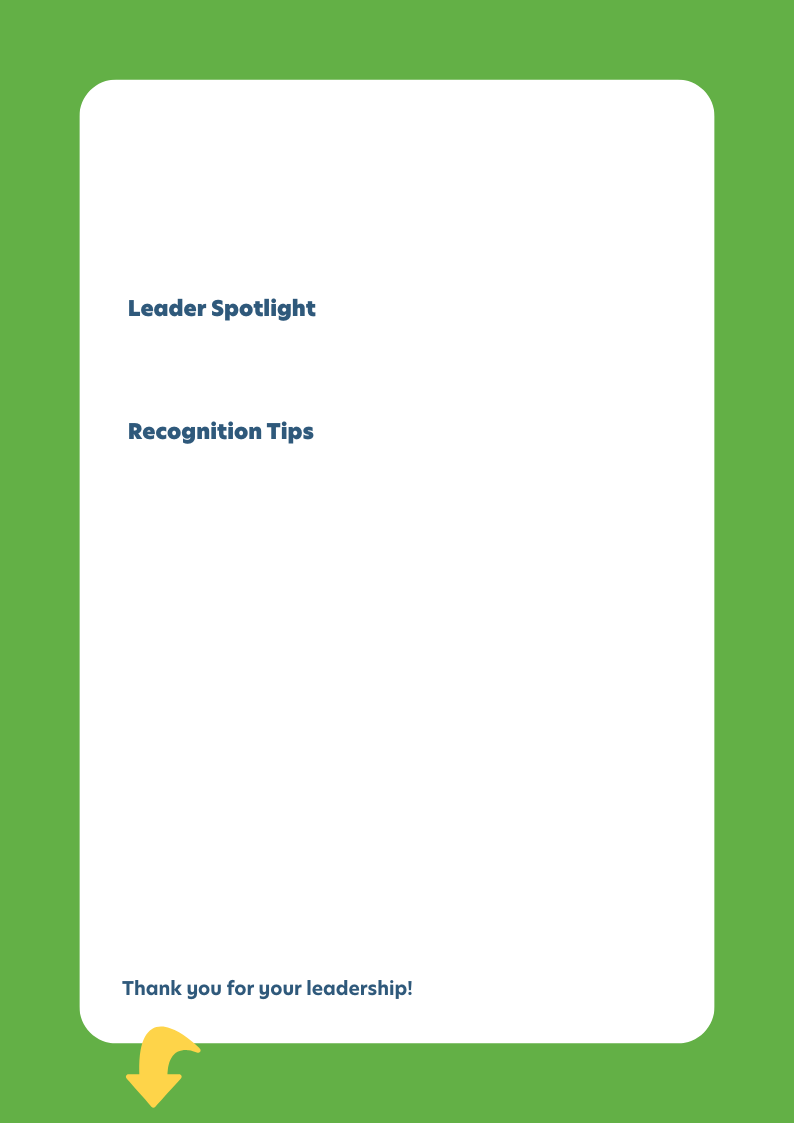 Leader Spotlight
Recognition Tips
Thank you for your leadership!